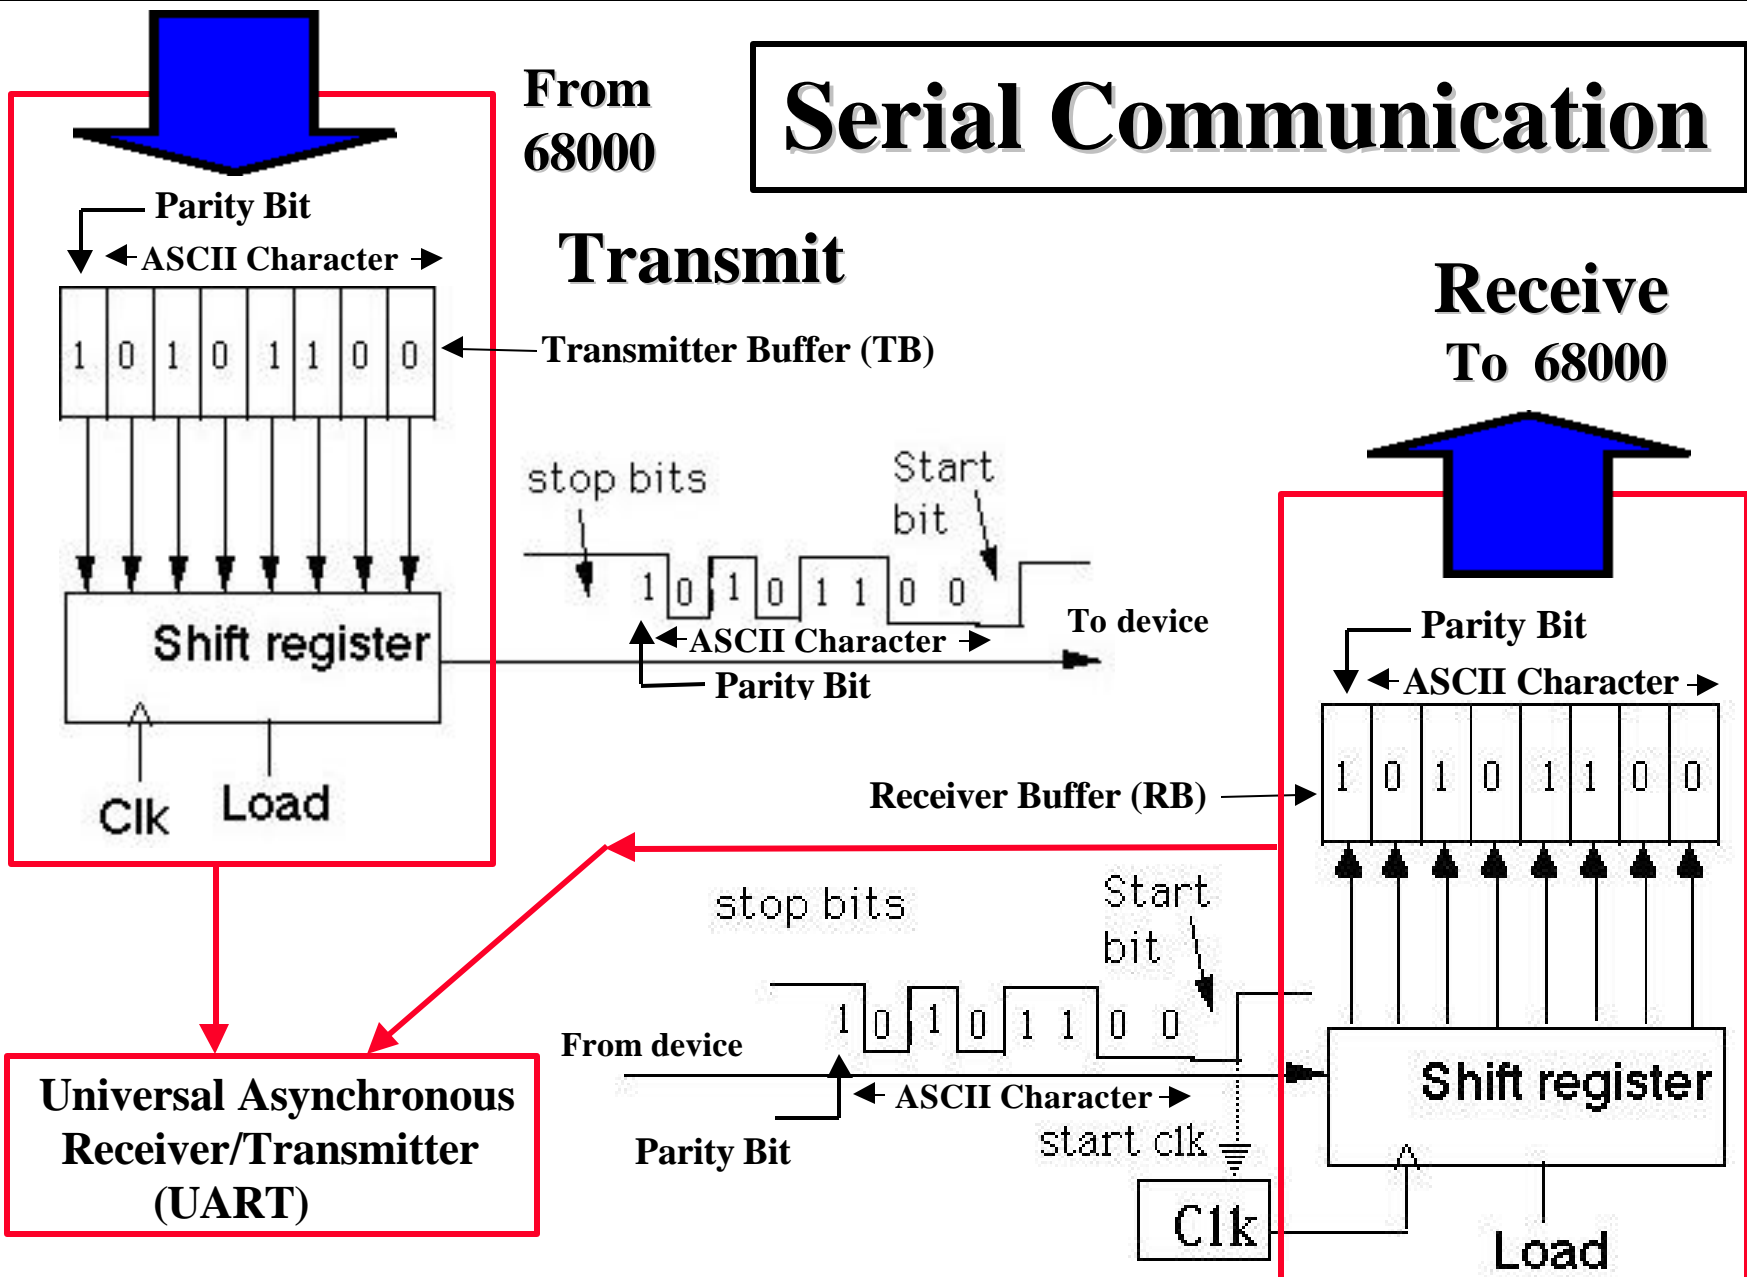 From
68000
Serial Communication
Parity Bit
ASCII Character
1 0 1 0 1 1 0 0
Transmitter Buffer (TB)
Transmit
Receive
To 68000
stop bits
Start
bit
1 0 1 0 1 1 0 0
ASCII Character
Parity Bit
To device
Shift register
Clk
Load
Parity Bit
ASCII Character
1 0 1 0 1 1 0 0
Receiver Buffer (RB)
stop bits
Start
bit
1 0 1 0 1 1 0 0
From device
ASCII Character
Parity Bit
start clk
Clk
Shift register
Load
Universal Asynchronous
Receiver/Transmitter
(UART)